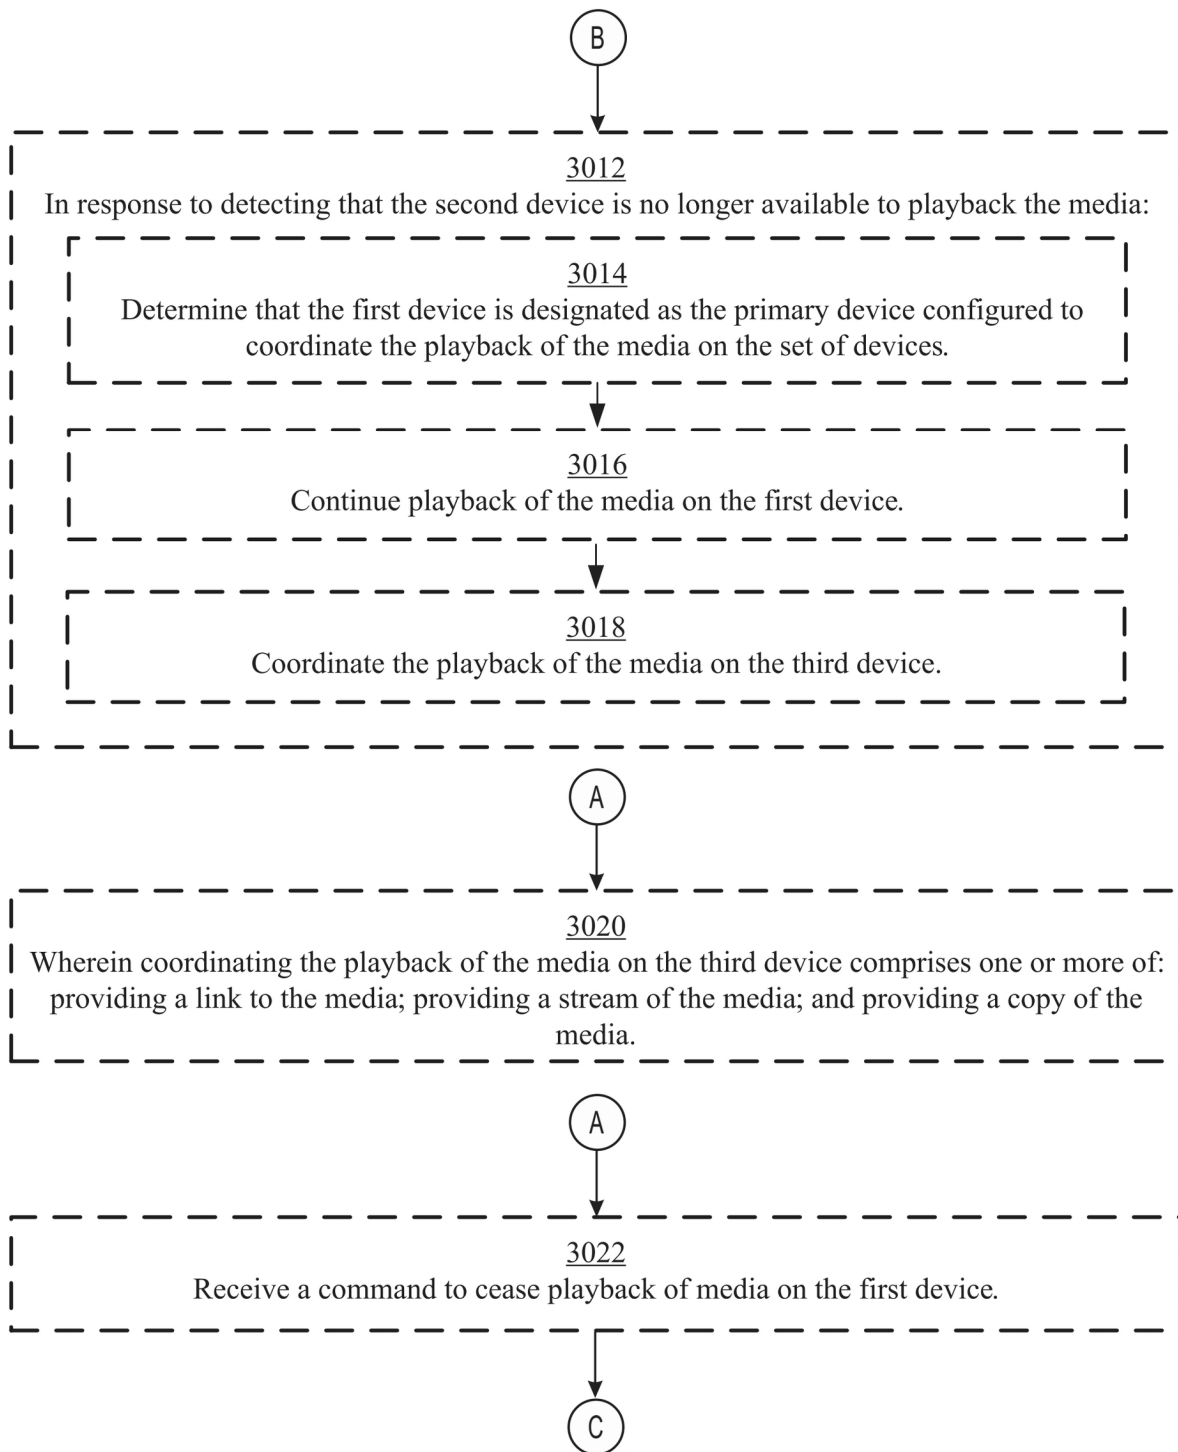 B
3012
In response to detecting that the second device is no longer available to playback the media:
3014
Determine that the first device is designated as the primary device configured to
coordinate the playback of the media on the set of devices.
3016
Continue playback of the media on the first device.
3018
Coordinate the playback of the media on the third device.
A
3020
Wherein coordinating the playback of the media on the third device comprises one or more of:
providing a link to the media; providing a stream of the media; and providing a copy of the
media.
A
3022
Receive a command to cease playback of media on the first device.
C